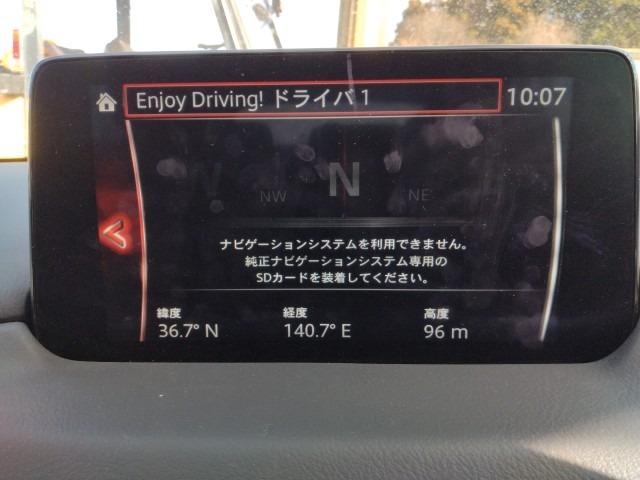 Enjoy Driving! ドライバ 1 10:07
NW N NE
ナビゲーションシステムを利用できません。
純正ナビゲーションシステム専用の
SDカードを装着してください。
緯度 経度 高度
36.7° N 140.7° E 96 m